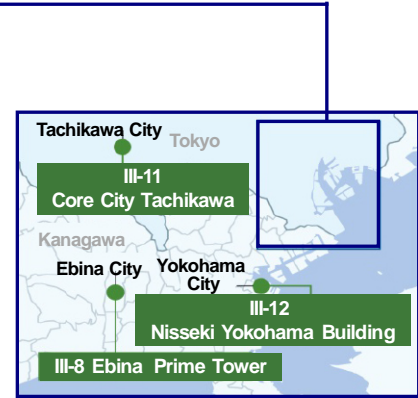 Tachikawa City
Tokyo
III-11
Core City Tachikawa
Kanagawa
Ebina City
Yokohama
City
III-12
Nisseki Yokohama Building
III-8 Ebina Prime Tower